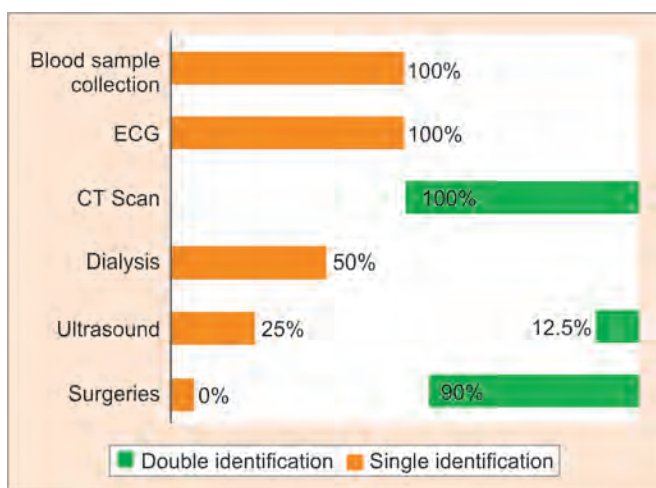 Blood sample
collection
100%
ECG
100%
CT Scan
100%
Dialysis
50%
Ultrasound
25%
12.5%
Surgeries
0%
90%
Double identification
Single identification